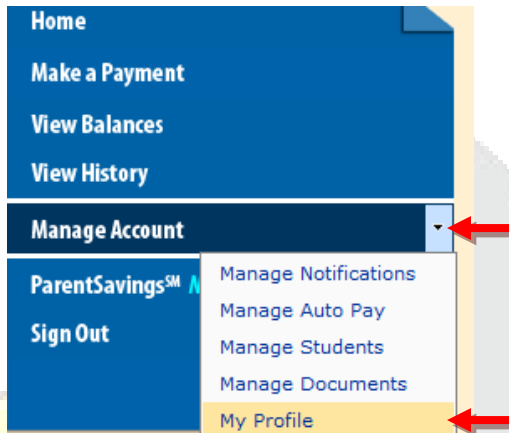 Home
Make a Payment
View Balances
View History
Manage Account
ParentSavings℠
Sign Out
Manage Notifications
Manage Auto Pay
Manage Students
Manage Documents
My Profile